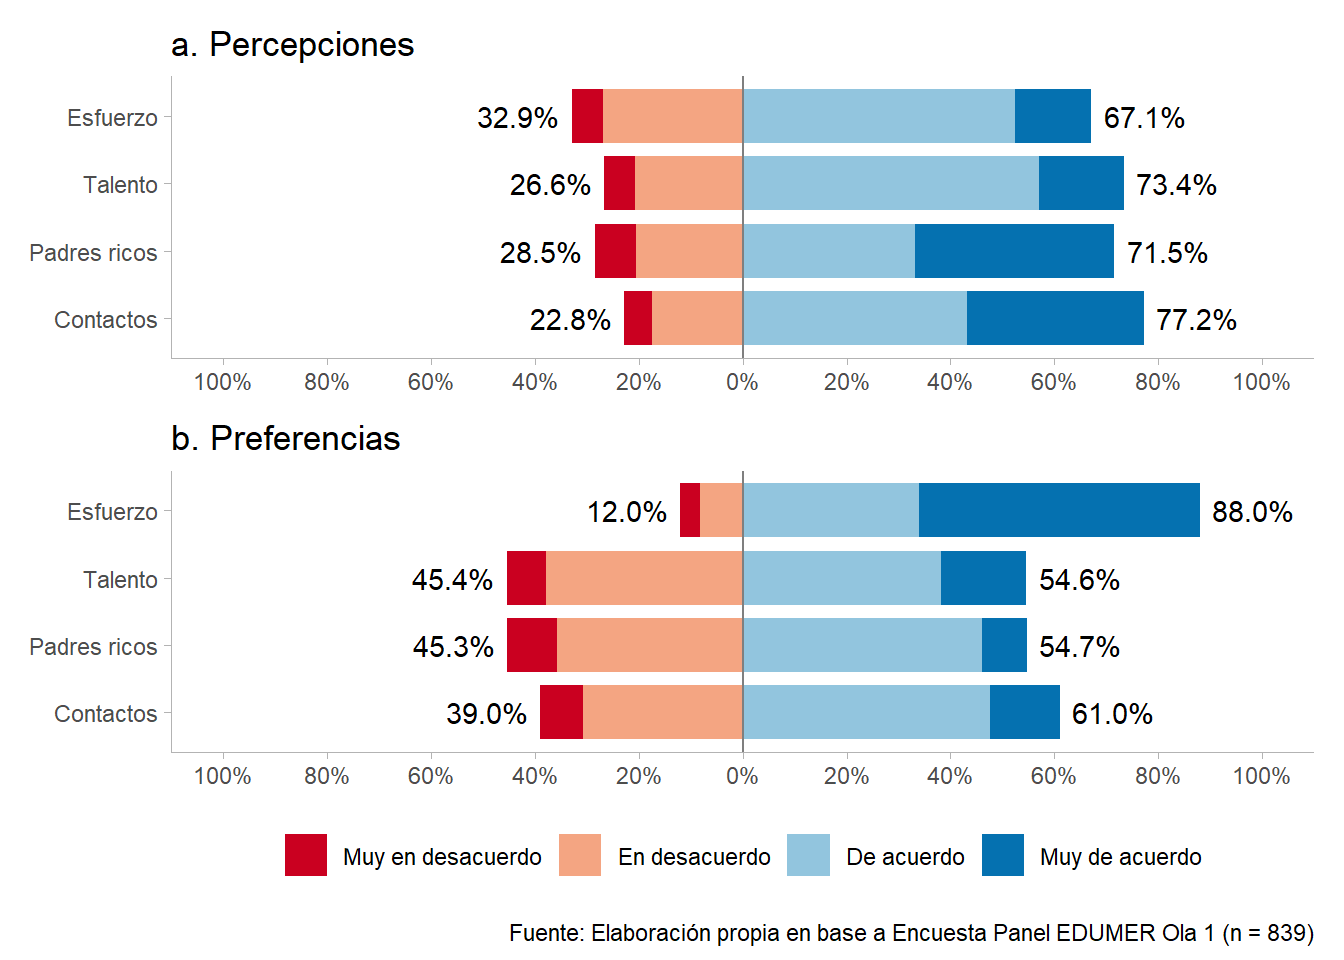 a. Percepciones
Esfuerzo 32.9% 67.1%
Talento 26.6% 73.4%
Padres ricos 28.5% 71.5%
Contactos 22.8% 77.2%
100% 80% 60% 40% 20% 0% 20% 40% 60% 80% 100%
b. Preferencias
Esfuerzo 12.0% 88.0%
Talento 45.4% 54.6%
Padres ricos 45.3% 54.7%
Contactos 39.0% 61.0%
100% 80% 60% 40% 20% 0% 20% 40% 60% 80% 100%
Muy en desacuerdo En desacuerdo De acuerdo Muy de acuerdo
Fuente: Elaboración propia en base a Encuesta Panel EDUMER Ola 1 (n = 839)